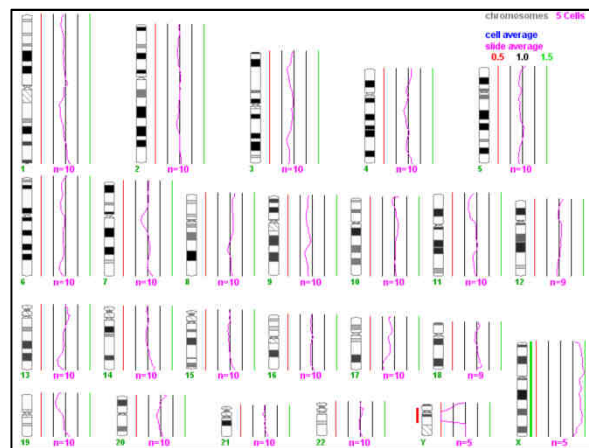 chromosomes 5 Cells
cell average
slide average
0.5 1.0 1.5
1 n=10 2 n=10 3 n=10 4 n=10 5 n=10
6 n=10 7 n=10 8 n=10 9 n=10 10 n=10 11 n=10 12 n=9
13 n=10 14 n=10 15 n=10 16 n=10 17 n=10 18 n=9
19 n=10 20 n=10 21 n=10 22 n=10 Y n=5 X n=5